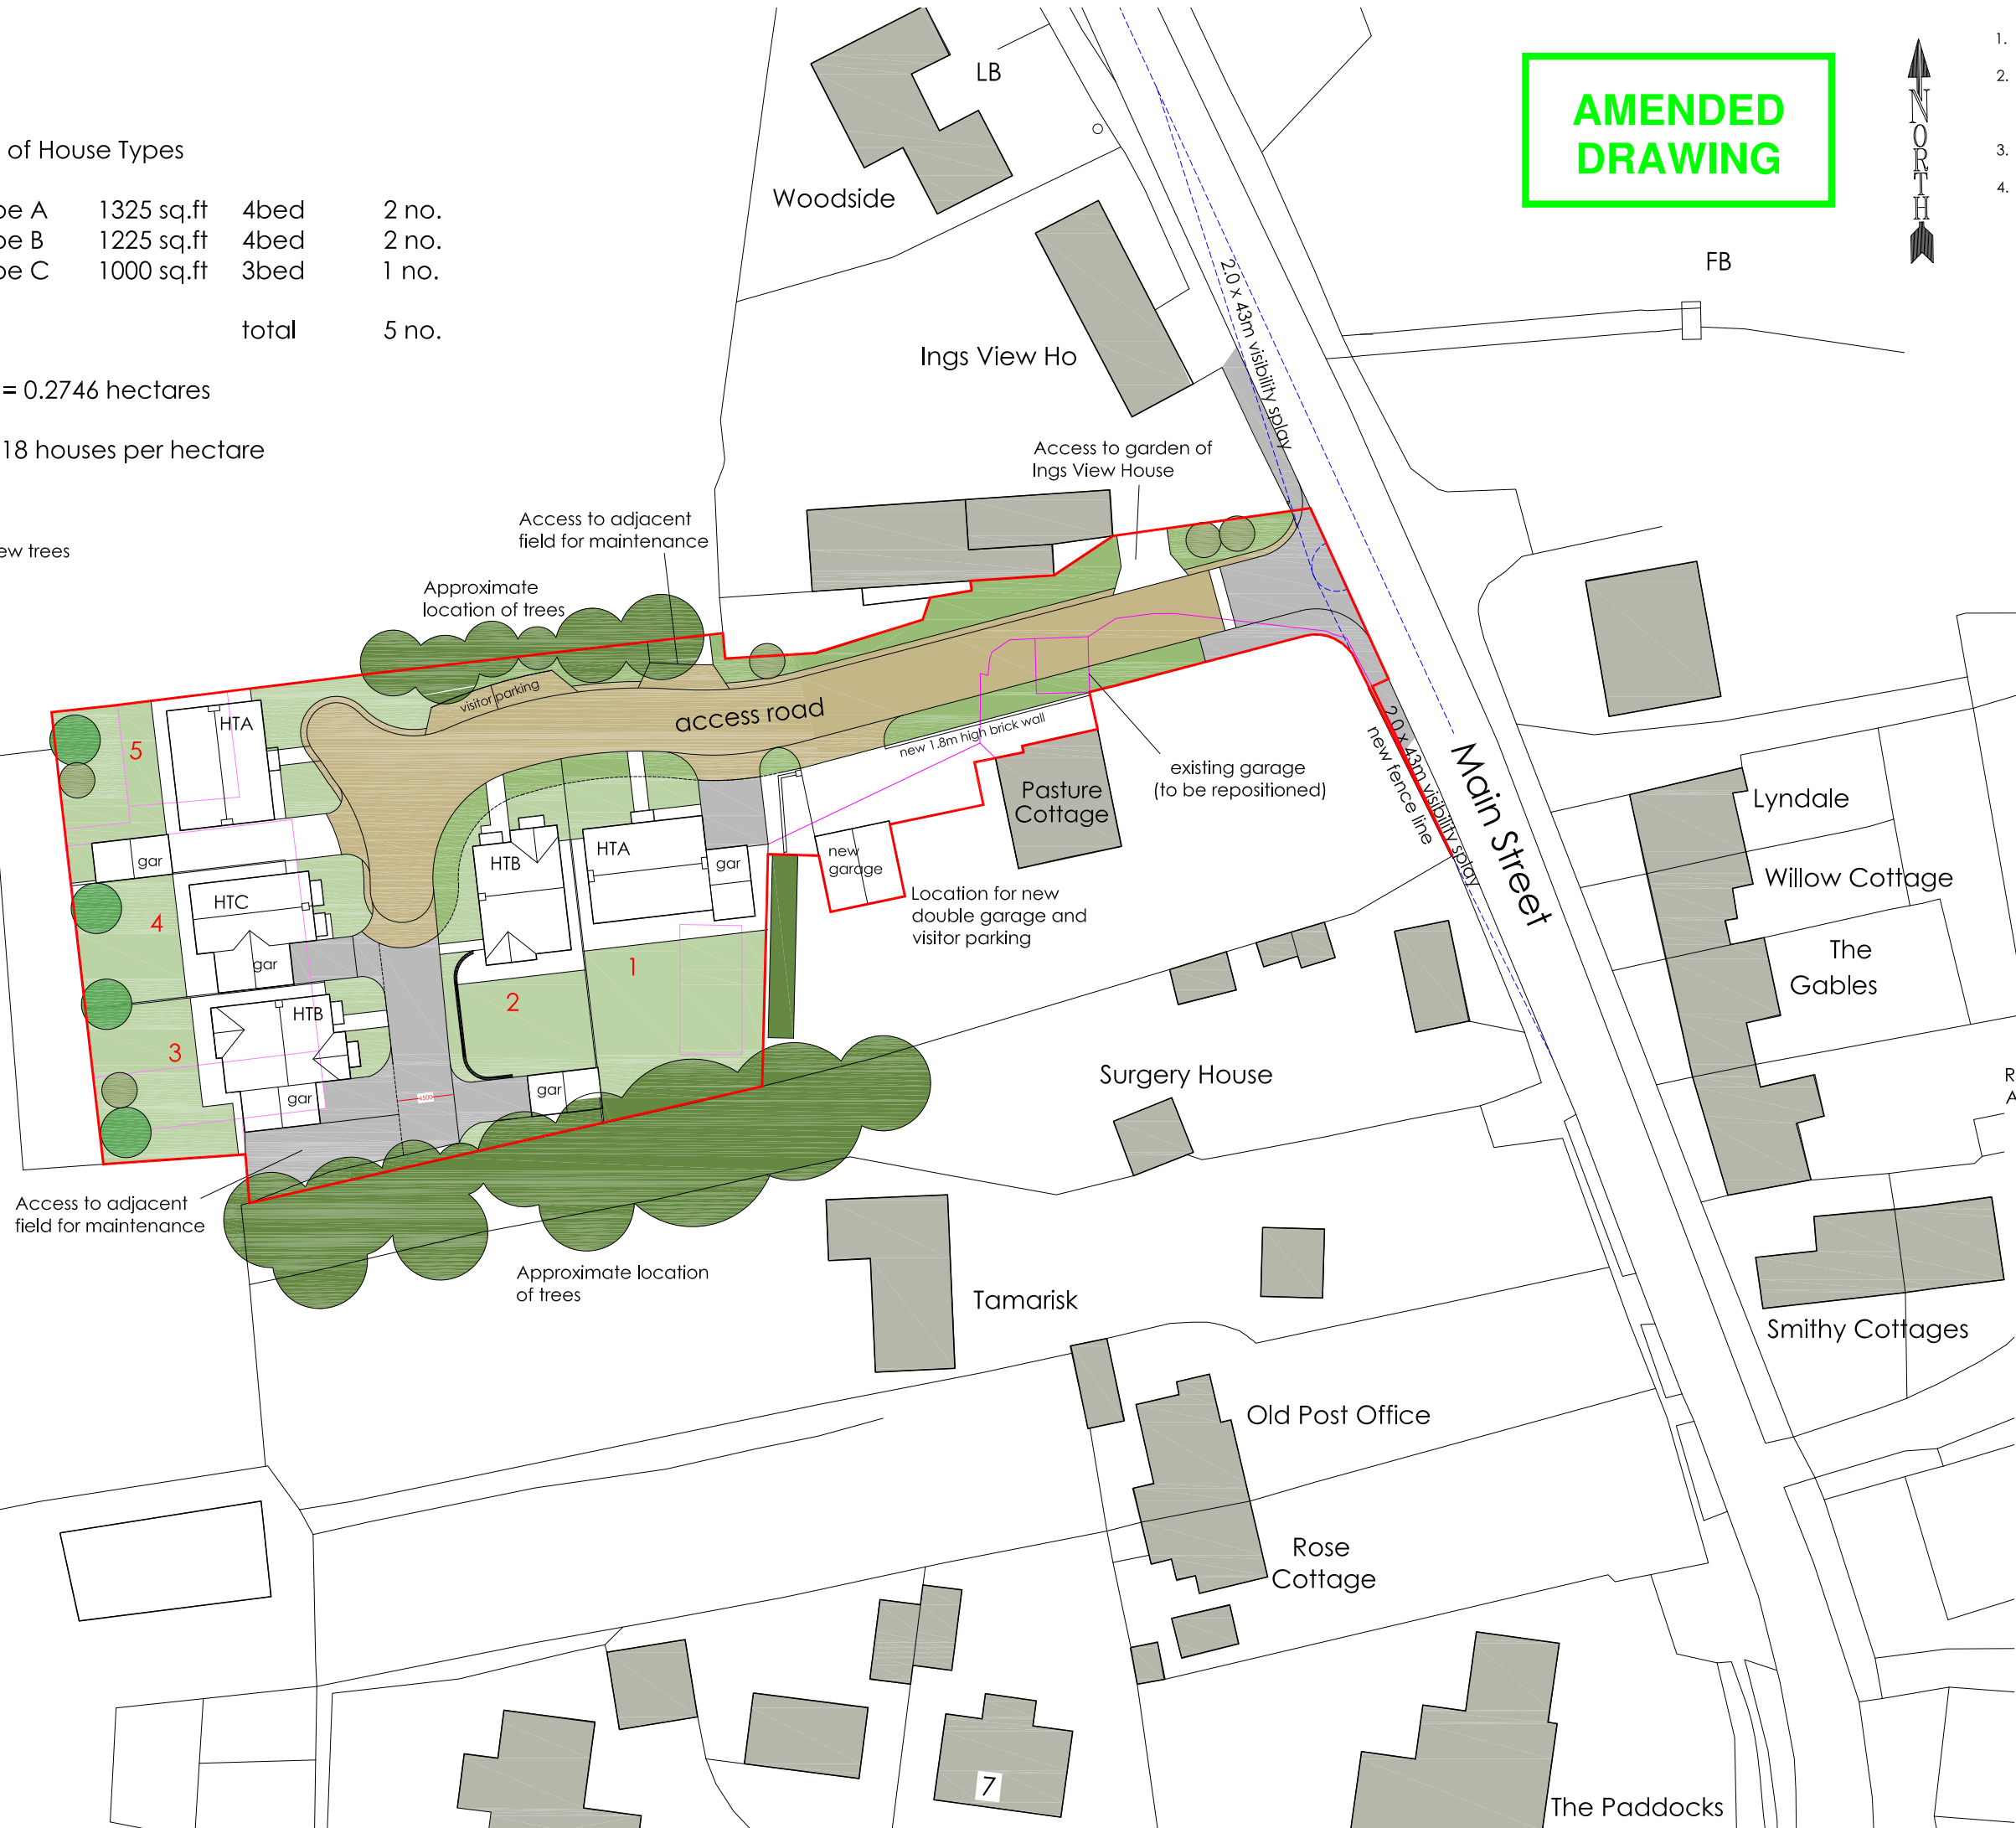 of House Types
pe A 1325 sq.ft 4bed 2 no.
pe B 1225 sq.ft 4bed 2 no.
pe C 1000 sq.ft 3bed 1 no.
total 5 no.
= 0.2746 hectares
18 houses per hectare
ew trees
AMENDED
DRAWING
NORTH
1.
2.
3.
4.
LB
Woodside
FB
Ings View Ho
2.0 x 43m visibility splay
Access to garden of
Ings View House
Access to adjacent
field for maintenance
Approximate
location of trees
visitor parking
access road
new 1.8m high brick wall
existing garage
(to be repositioned)
Pasture
Cottage
2.0 x 43m visibility splay
new fence line
Main Street
Lyndale
Willow Cottage
The
Gables
HTA
5
gar
HTB
HTA
gar
new
garage
Location for new
double garage and
visitor parking
HTC
4
gar
1
2
HTB
3
gar
gar
4500
Surgery House
R
A
Access to adjacent
field for maintenance
Approximate location
of trees
Tamarisk
Smithy Cottages
Old Post Office
Rose
Cottage
7
The Paddocks